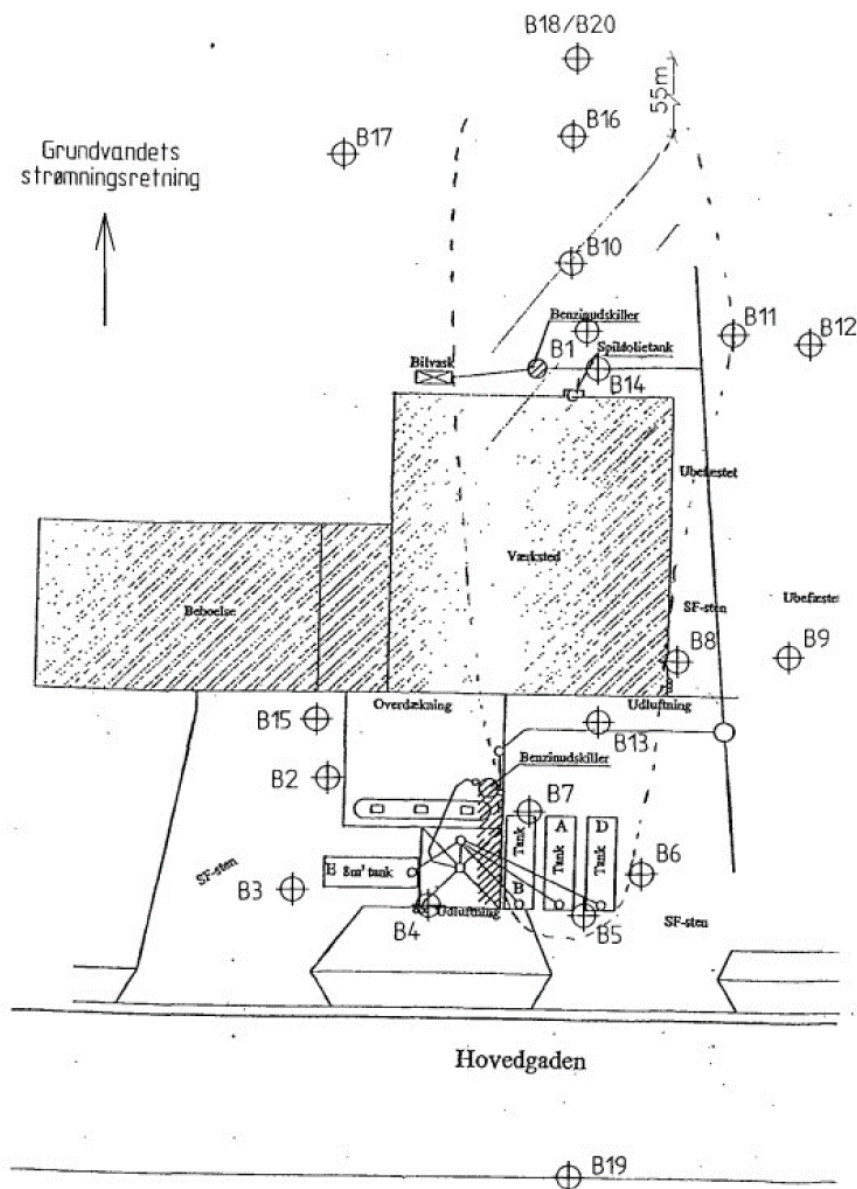 B18/B20
55m
B16
B17
Grundvandets
strømningsretning
B10
Benzinudskiller
B11
B12
B1
Spildolietank
Bilvask
B14
Ubefæstet
Værksted
Beboelse
SF-sten
Ubefæstet
B8
B9
Overdækning
Udluftning
B15
B13
Benzinudskiller
B2
B7
A
D
Tank
Tank
Tank
B
B6
E 8m³ tank
SF-sten
B3
B4
Udluftning
B5
SF-sten
Hovedgaden
B19